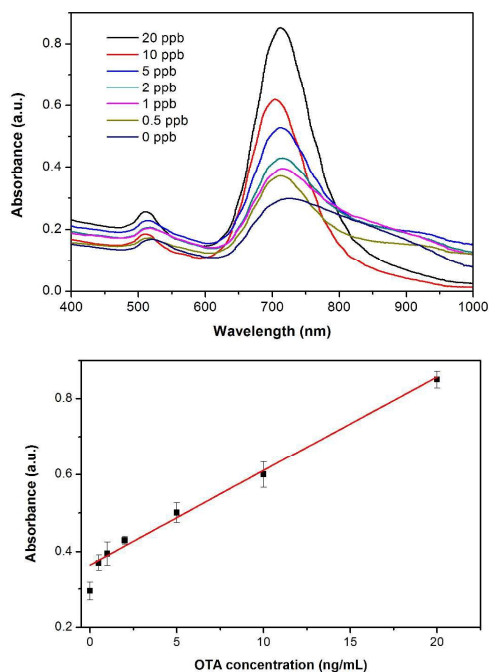 20 ppb
10 ppb
5 ppb
2 ppb
1 ppb
0.5 ppb
0 ppb
Absorbance (a.u.)
0.8
0.6
0.4
0.2
0.0
400 500 600 700 800 900 1000
Wavelength (nm)
Absorbance (a.u.)
0.8
0.6
0.4
0.2
0 5 10 15 20
OTA concentration (ng/mL)